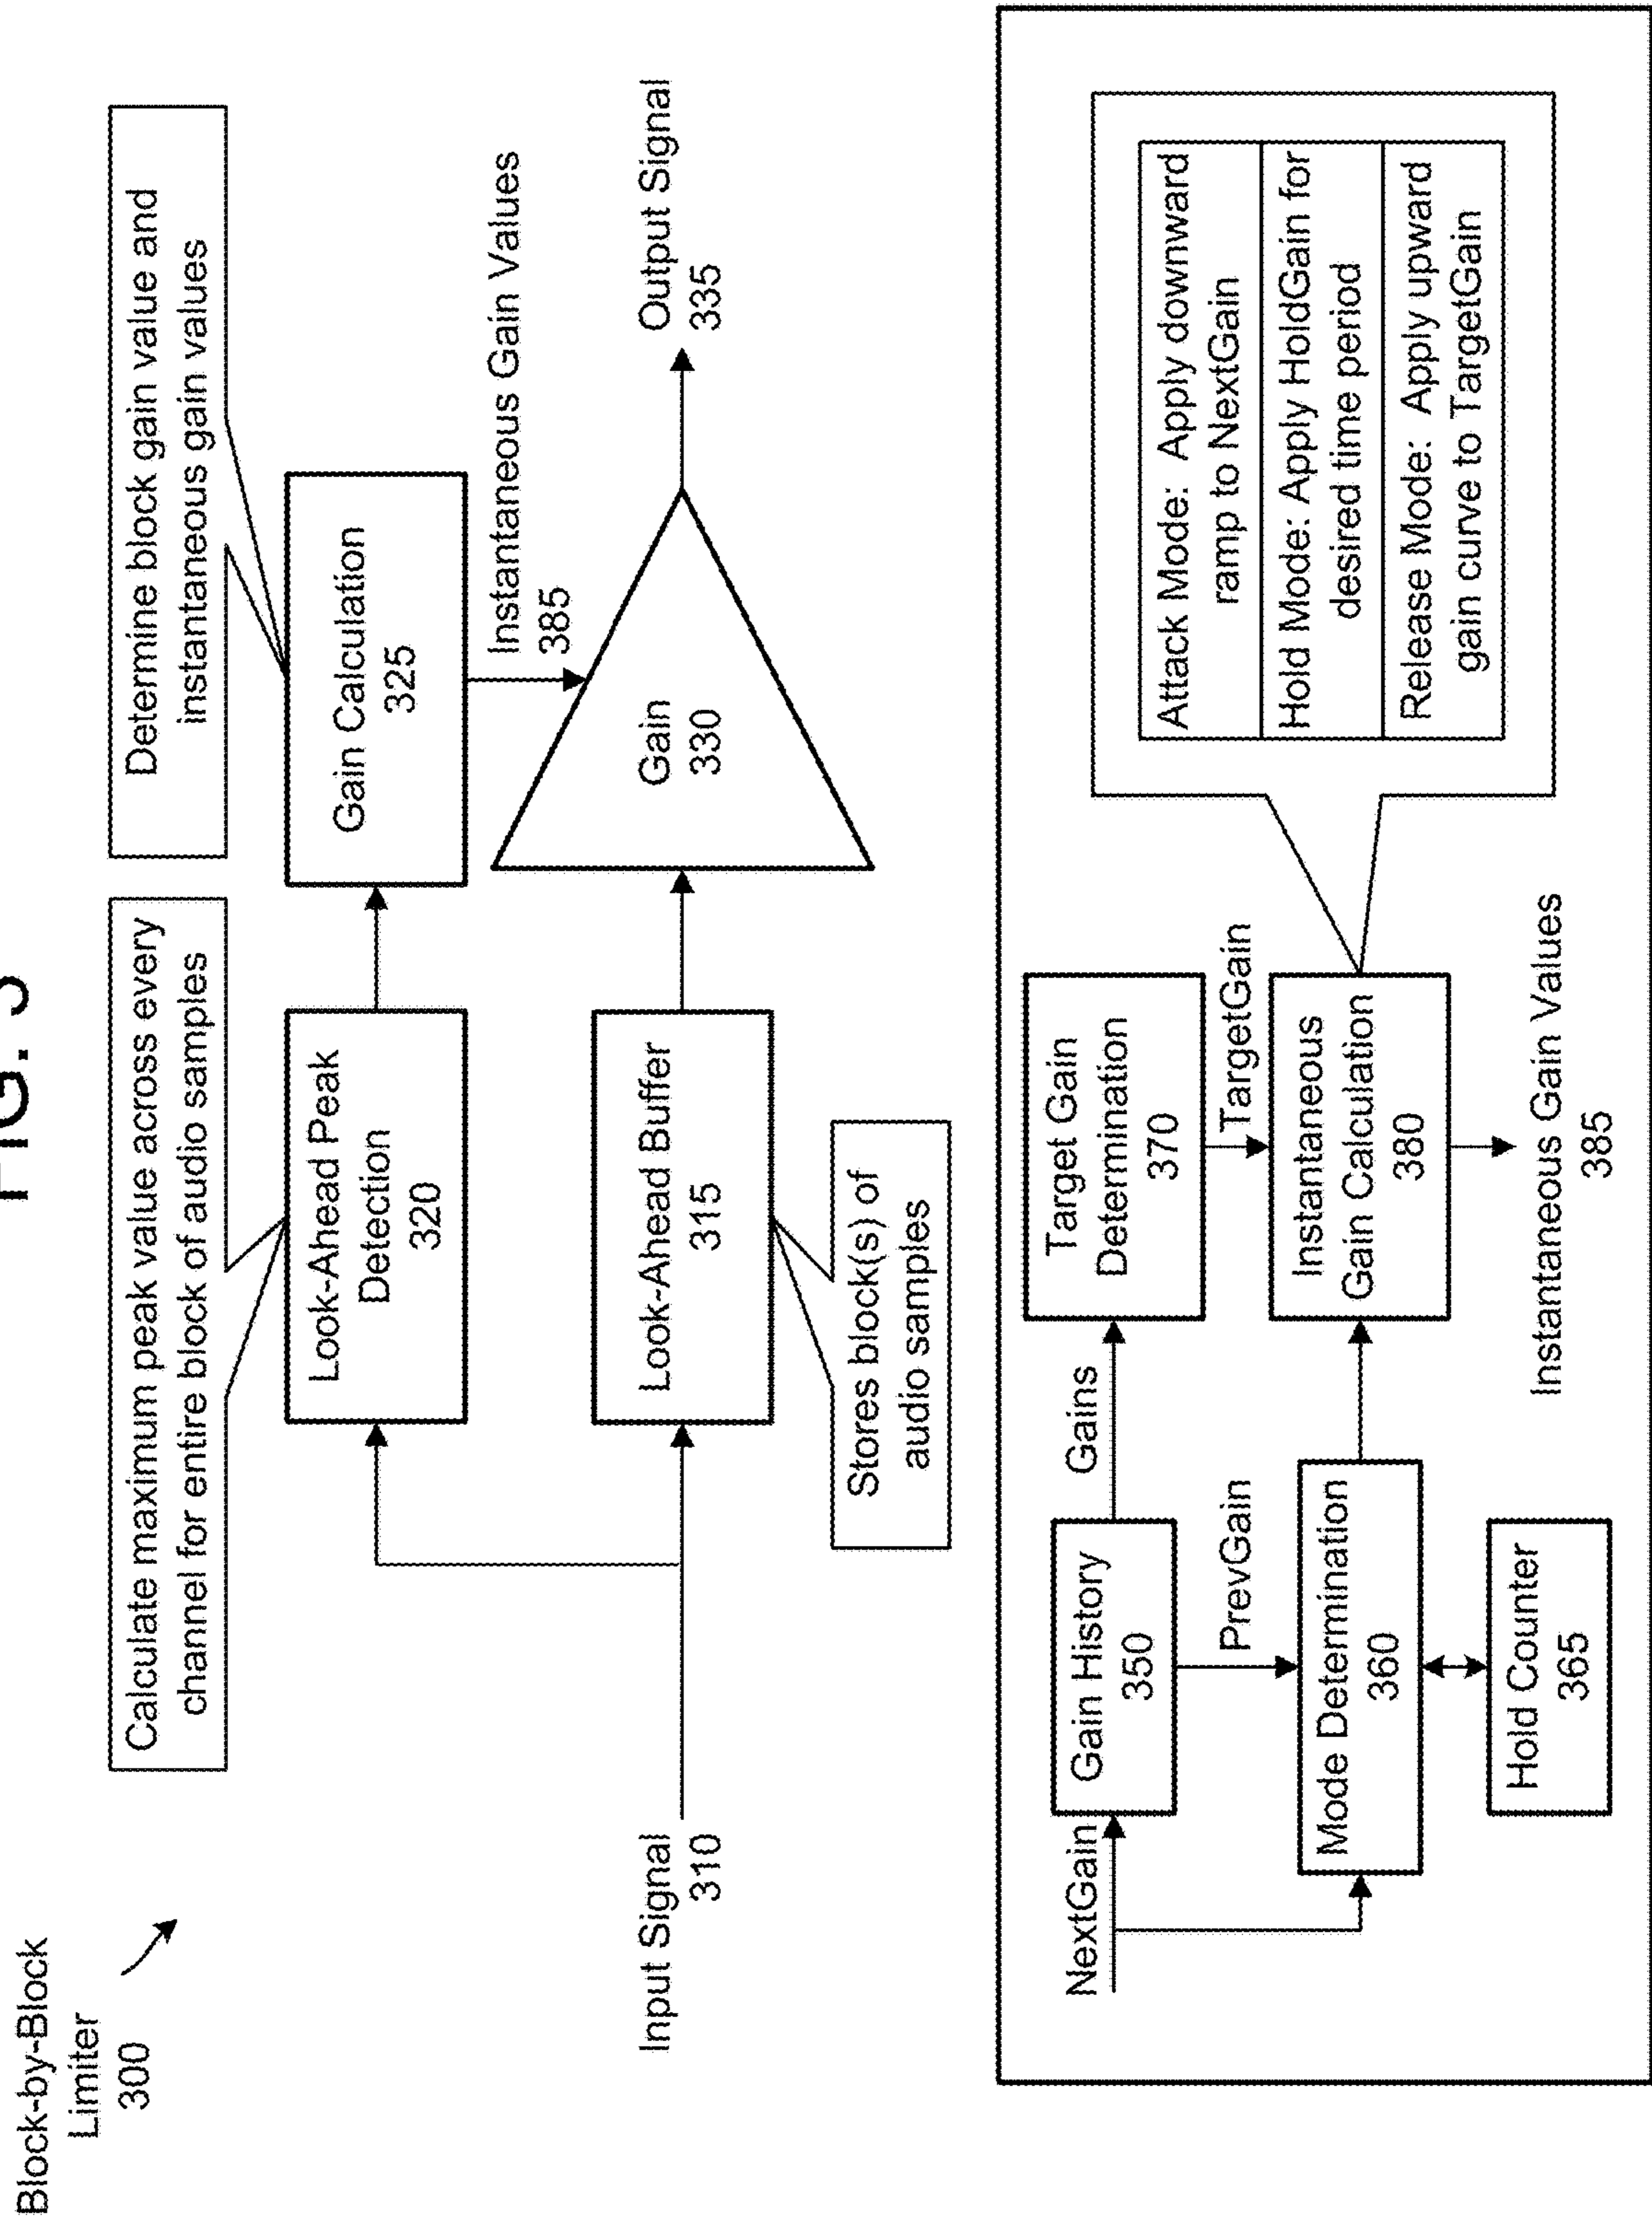 FIG. 3
Block-by-Block
Limiter
300
Calculate maximum peak value across every
channel for entire block of audio samples
Determine block gain value and
instantaneous gain values
Look-Ahead Peak
Detection
320
Gain Calculation
325
Instantaneous Gain Values
385
Input Signal
310
Look-Ahead Buffer
315
Gain
330
Output Signal
335
Stores block(s) of
audio samples
NextGain
Gain History
350
Gains
Target Gain
Determination
370
PrevGain
TargetGain
Mode Determination
360
Instantaneous
Gain Calculation
380
Hold Counter
365
Instantaneous Gain Values
385
Attack Mode: Apply downward
ramp to NextGain
Hold Mode: Apply HoldGain for
desired time period
Release Mode: Apply upward
gain curve to TargetGain